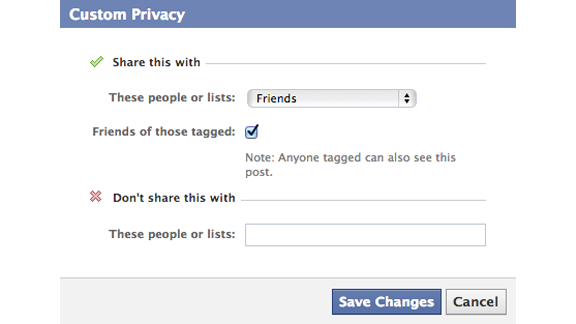 Custom Privacy
Share this with
These people or lists: Friends
Friends of those tagged:
Note: Anyone tagged can also see this
post.
Don't share this with
These people or lists:
Save Changes Cancel